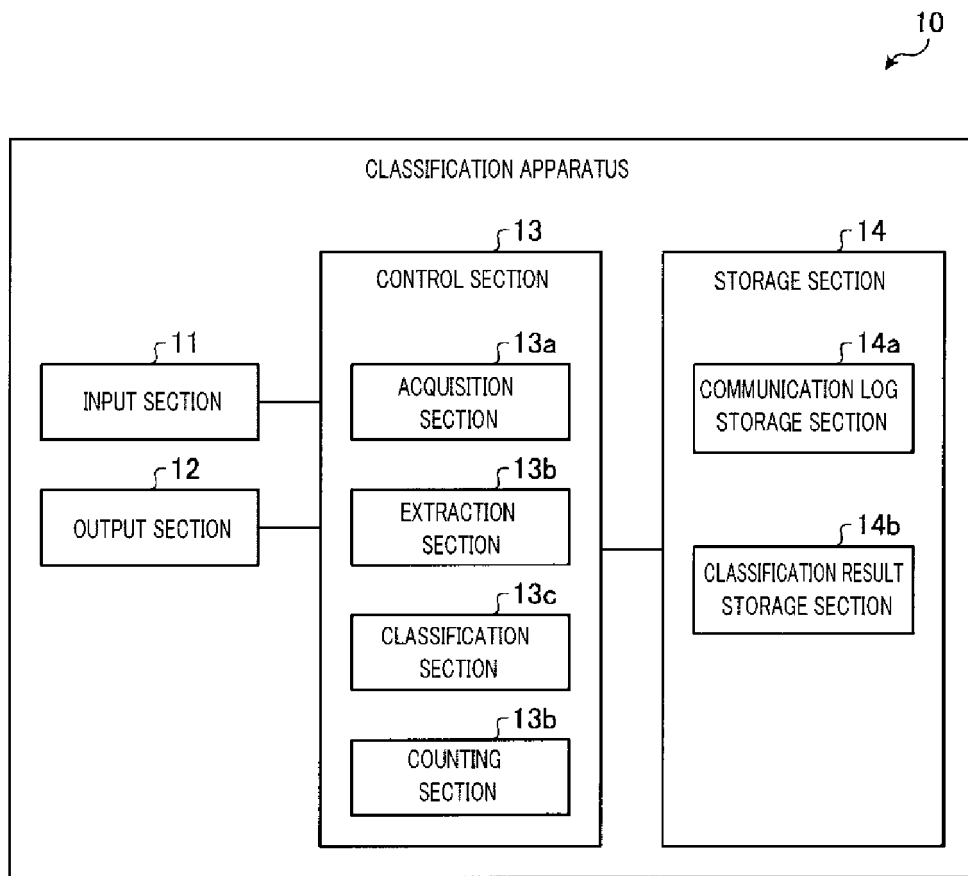 10
CLASSIFICATION APPARATUS
13
CONTROL SECTION
14
STORAGE SECTION
11
INPUT SECTION
12
OUTPUT SECTION
13a
ACQUISITION
SECTION
13b
EXTRACTION
SECTION
13c
CLASSIFICATION
SECTION
13b
COUNTING
SECTION
14a
COMMUNICATION LOG
STORAGE SECTION
14b
CLASSIFICATION RESULT
STORAGE SECTION